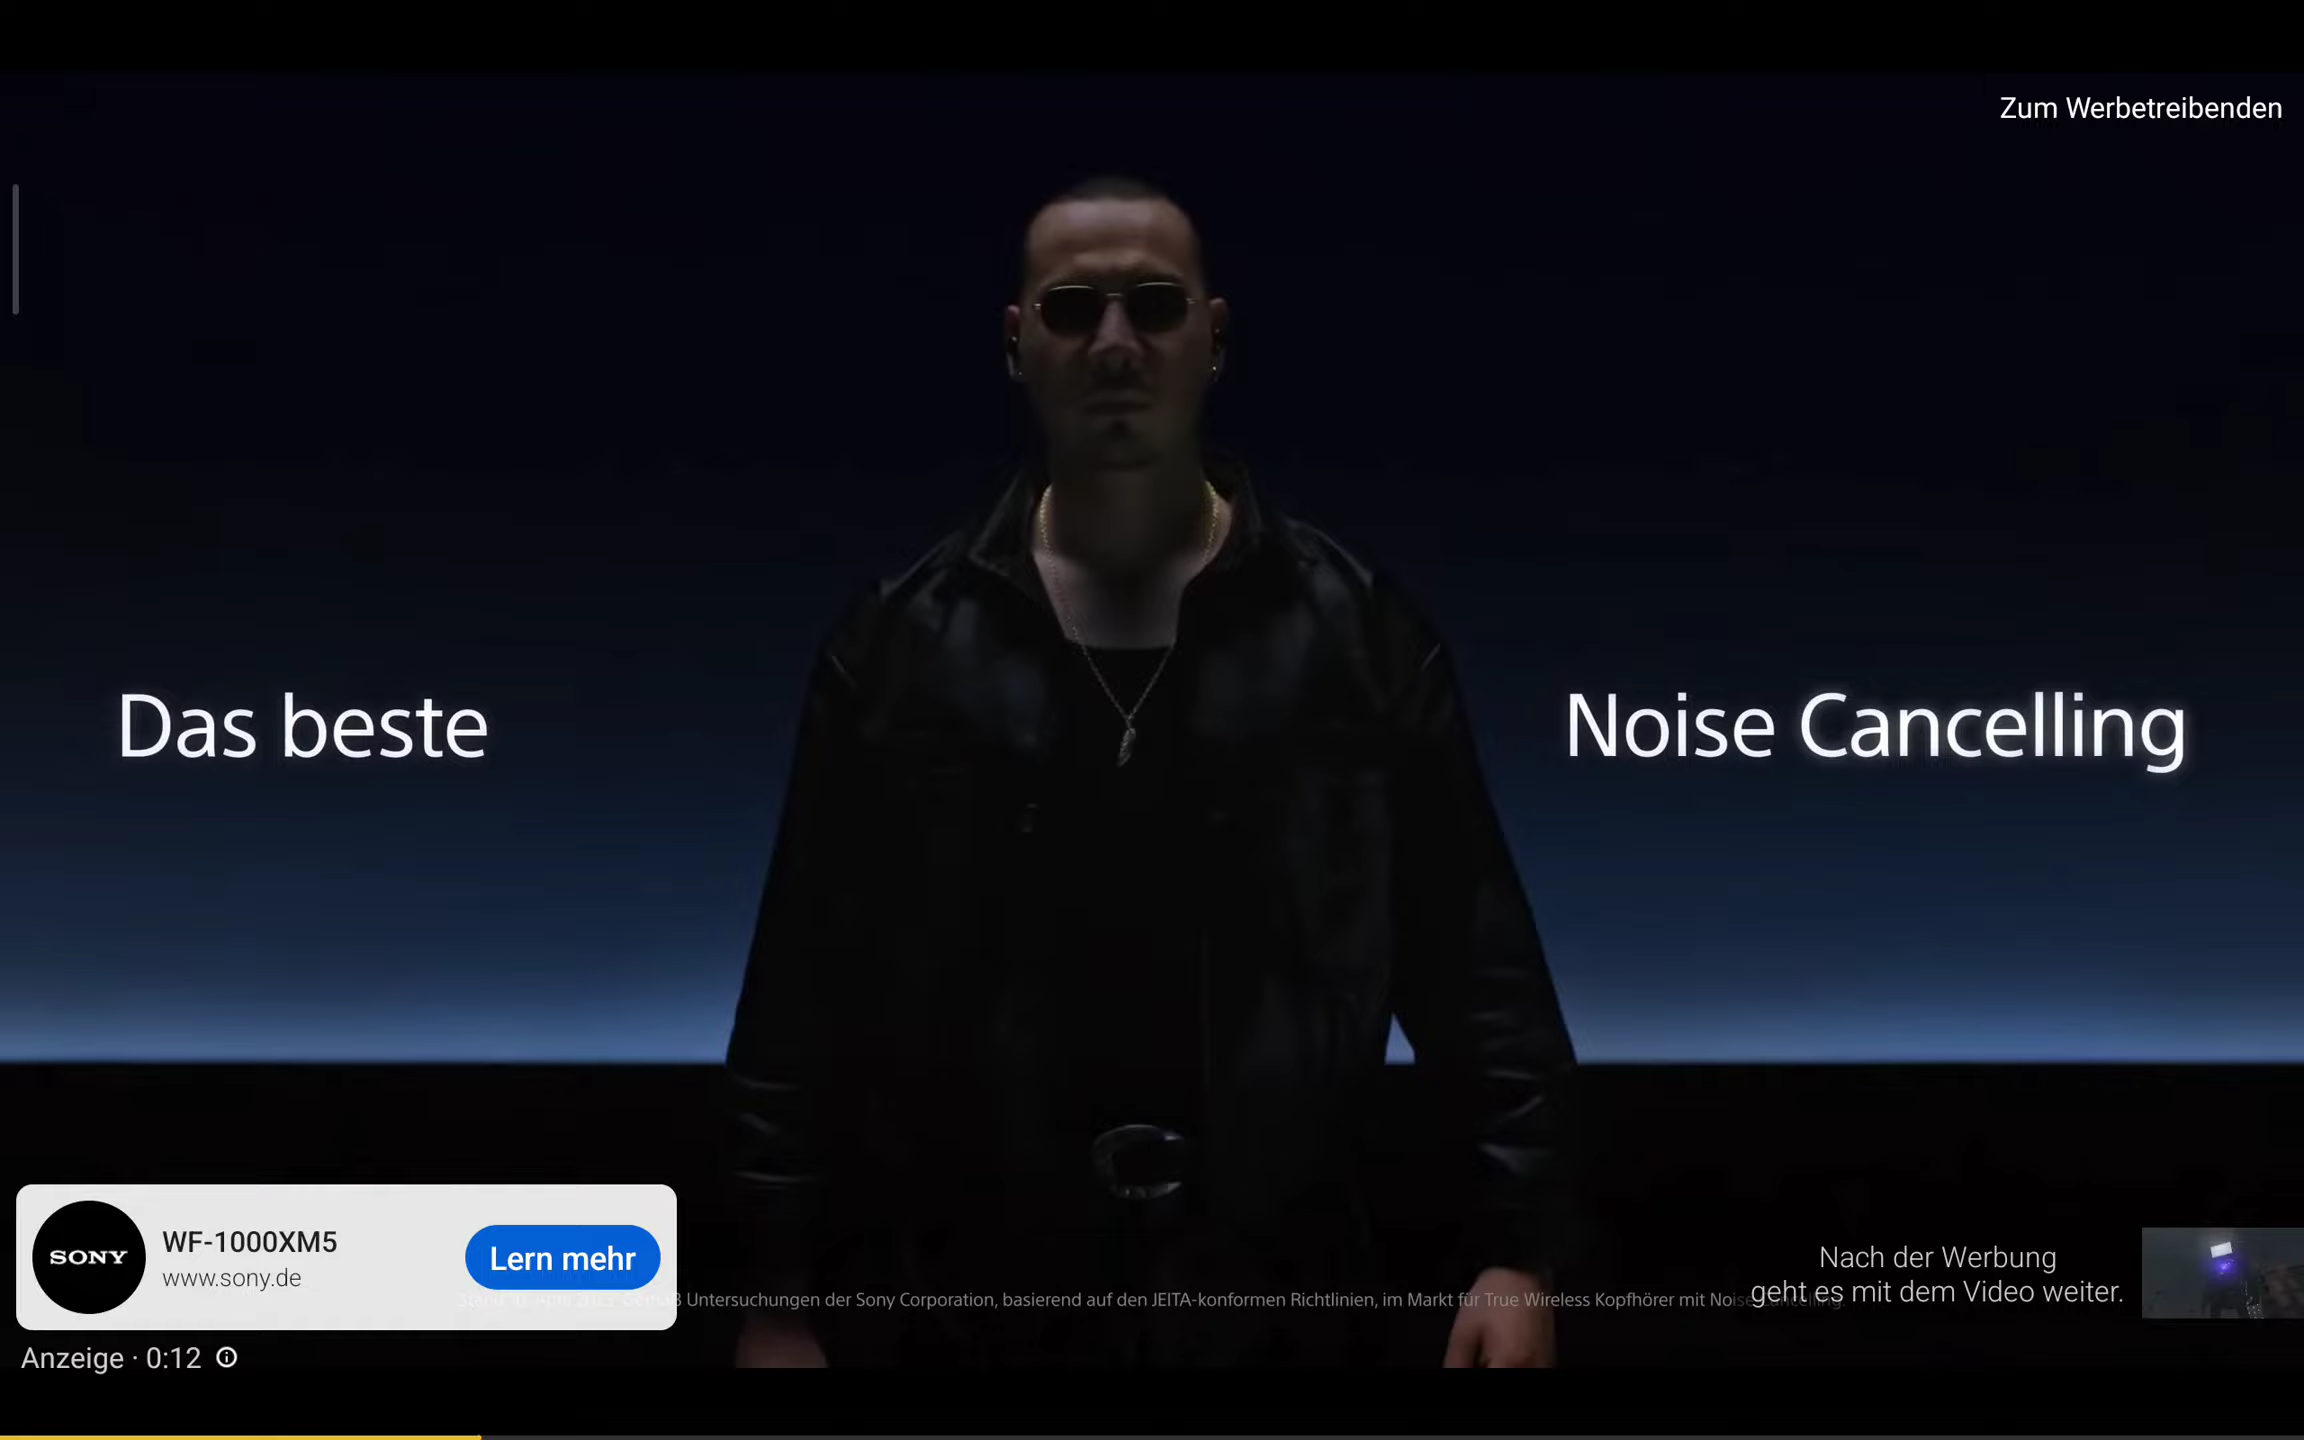 Zum Werbetreibenden
Das beste Noise Cancelling
SONY
WF-1000XM5
www.sony.de
Lern mehr
Untersuchungen der Sony Corporation, basierend auf den JEITA-konformen Richtlinien, im Markt für True Wireless Kopfhörer mit Noise Cancelling.
Nach der Werbung
geht es mit dem Video weiter.
Anzeige · 0:12